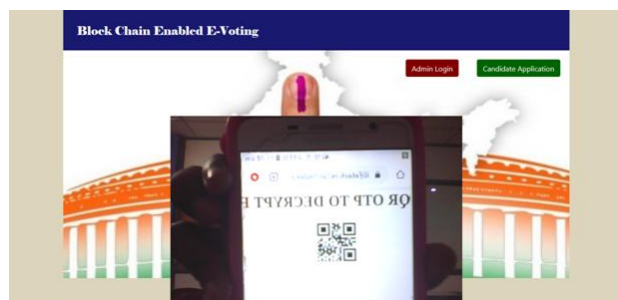 Block Chain Enabled E-Voting
Admin Login
Candidate Application
QR OTP TO DECRYPT